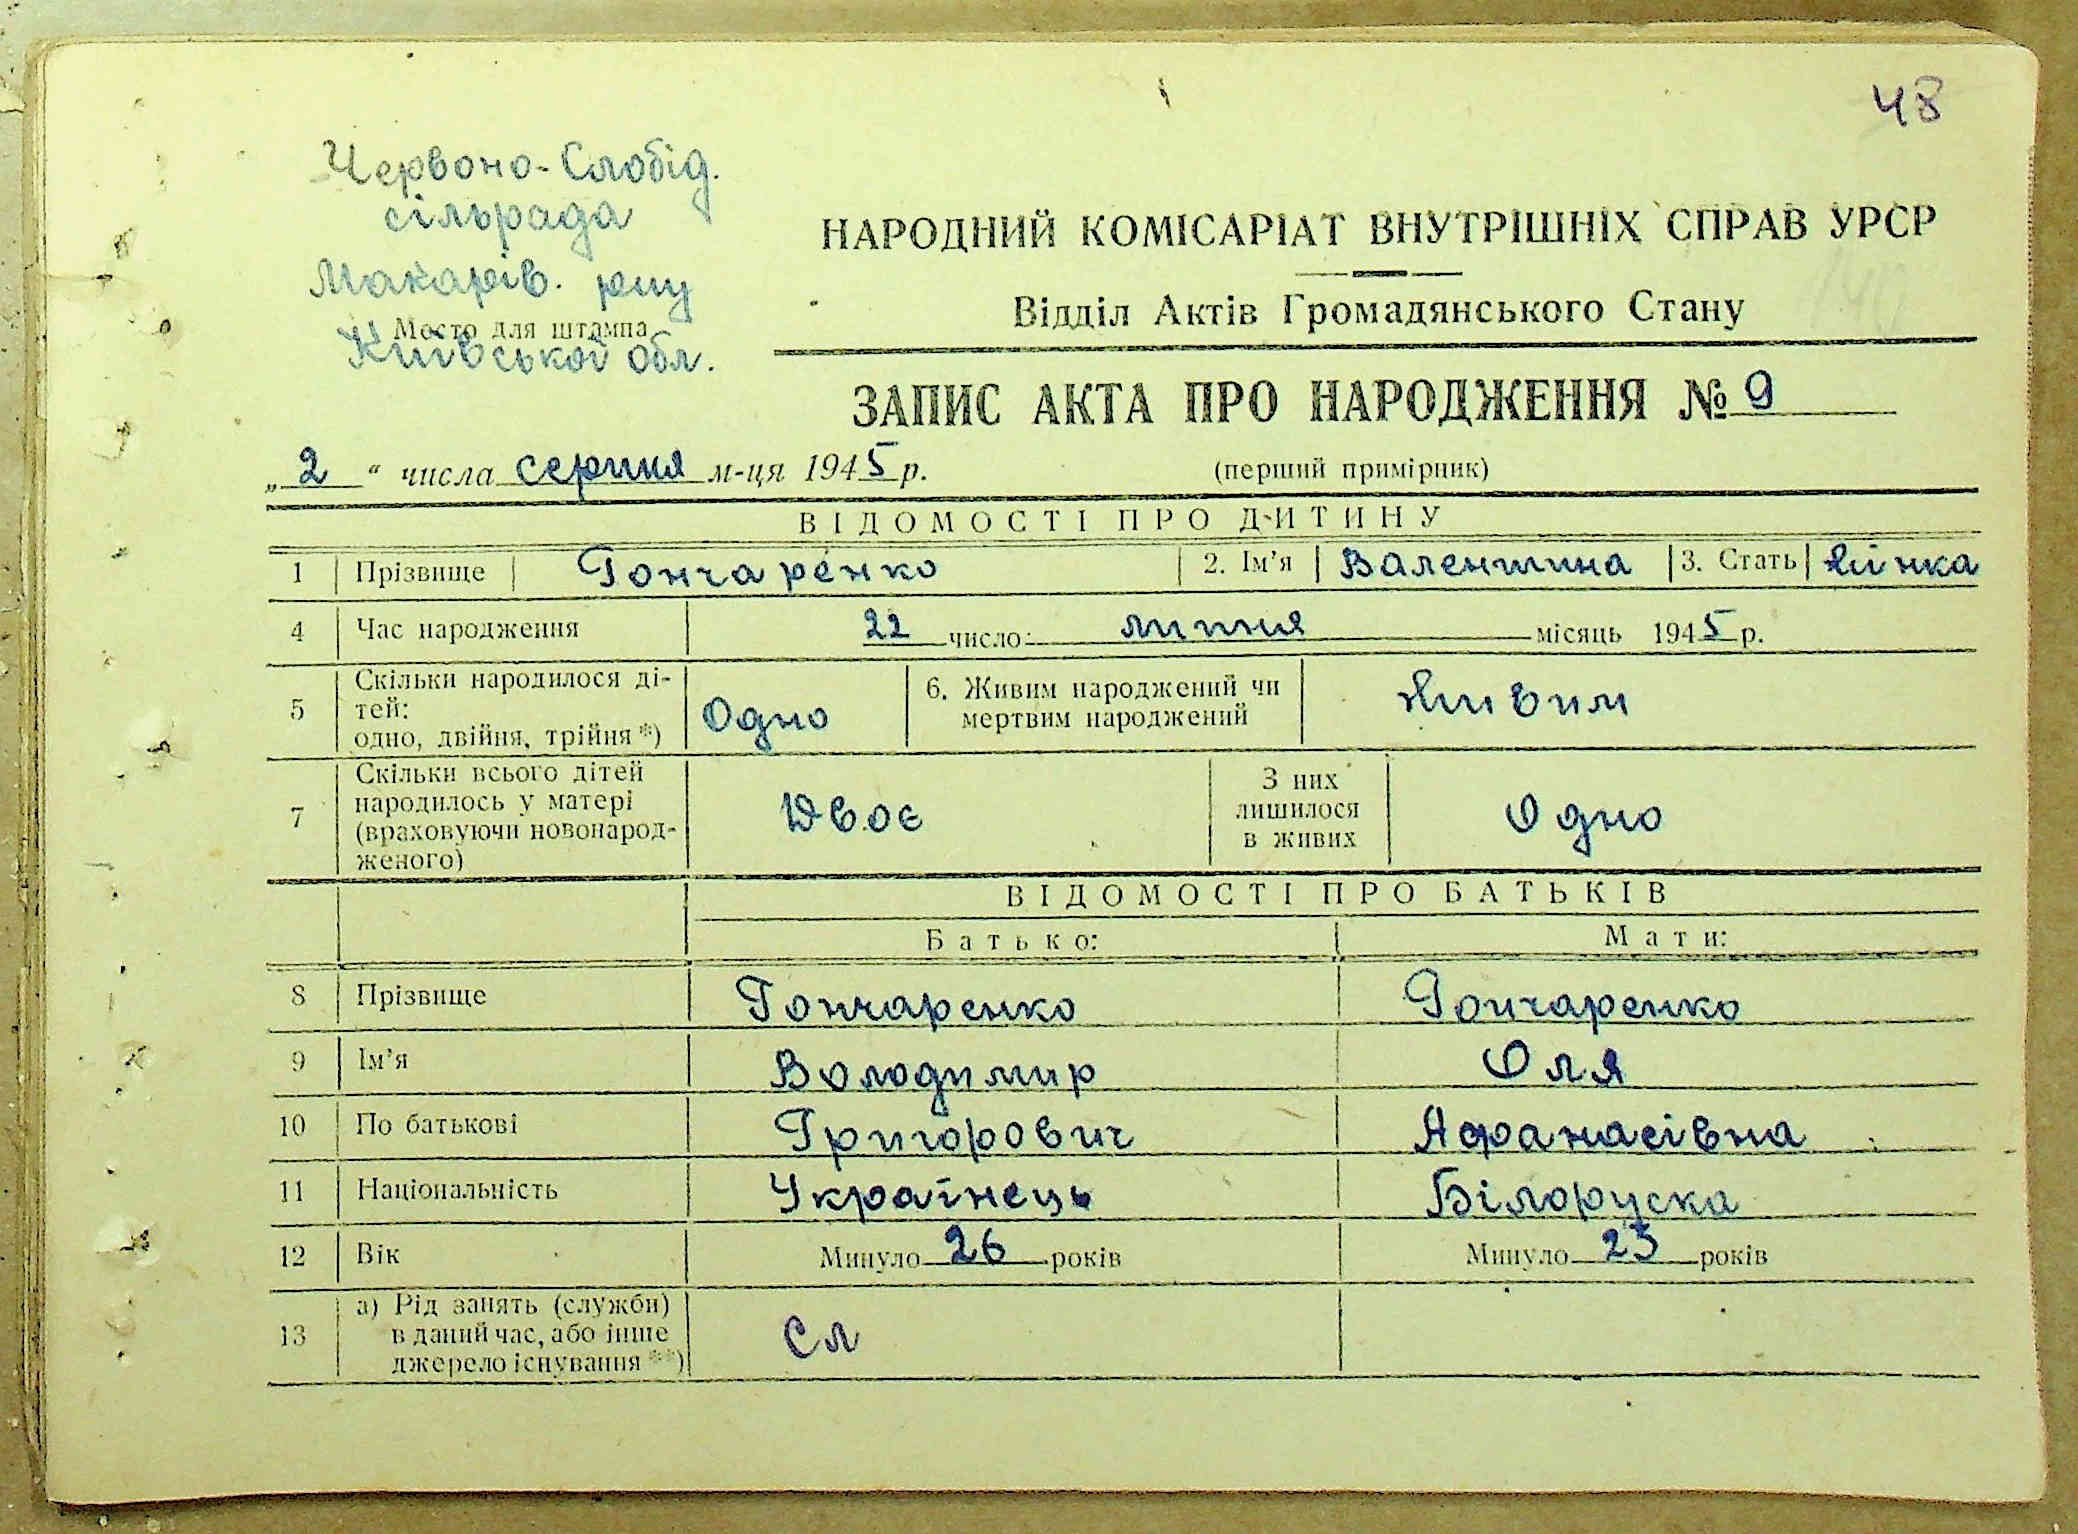 48
Червоно-Слобід.
сільрада
Макарів. р-ну
Место для штампа
Київської обл.
НАРОДНИЙ КОМІСАРІАТ ВНУТРІШНІХ СПРАВ УРСР
Відділ Актів Громадянського Стану
ЗАПИС АКТА ПРО НАРОДЖЕННЯ № 9
„2“ числа серпня м-ця 1945 р. (перший примірник)
ВІДОМОСТІ ПРО ДИТИНУ
1 Прізвище Гончаренко 2. Ім’я Валентина 3. Стать Жінка
4 Час народження 22 число: липня місяць 1945 р.
5 Скільки народилося ді-
тей:
одно, двійня, трійня*) Одно 6. Живим народжений чи
мертвим народжений Живим
7 Скільки всього дітей
народилось у матері
(враховуючи новонарод-
женого) Двоє З них
лишилося
в живих Одно
ВІДОМОСТІ ПРО БАТЬКІВ
Батько: Мати:
8 Прізвище Гончаренко Гончаренко
9 Ім’я Володимир Оля
10 По батькові Григорович Афанасівна
11 Національність Українець Білоруска
12 Вік Минуло 26 років Минуло 23 років
13 а) Рід занять (служби)
в даний час, або інше
джерело існування**) Сл